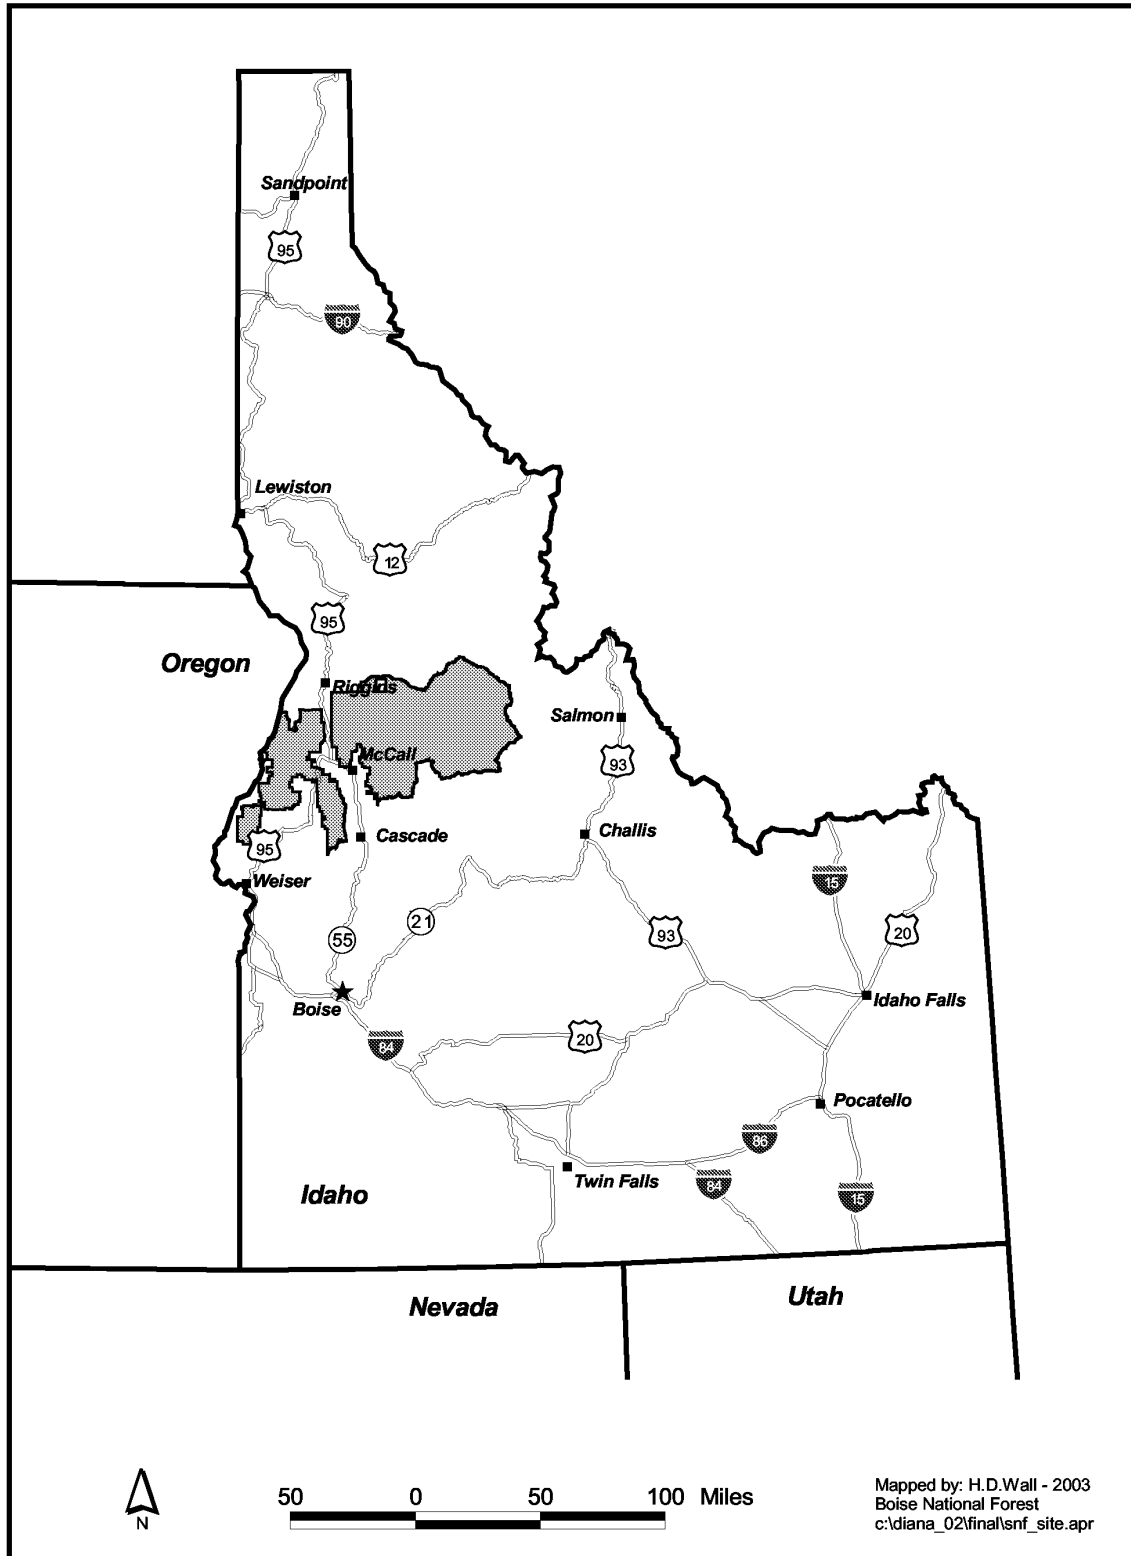 Sandpoint
95
90
Lewiston
12
95
Oregon
Riggins
Salmon
McCall
93
Cascade
Challis
95
Weiser
15
21
55
93
20
Boise
Idaho Falls
84
20
Pocatello
86
Twin Falls
84
15
Idaho
Nevada
Utah
N
50 0 50 100 Miles
Mapped by: H.D.Wall - 2003
Boise National Forest
c:\diana_02\final\snf_site.apr